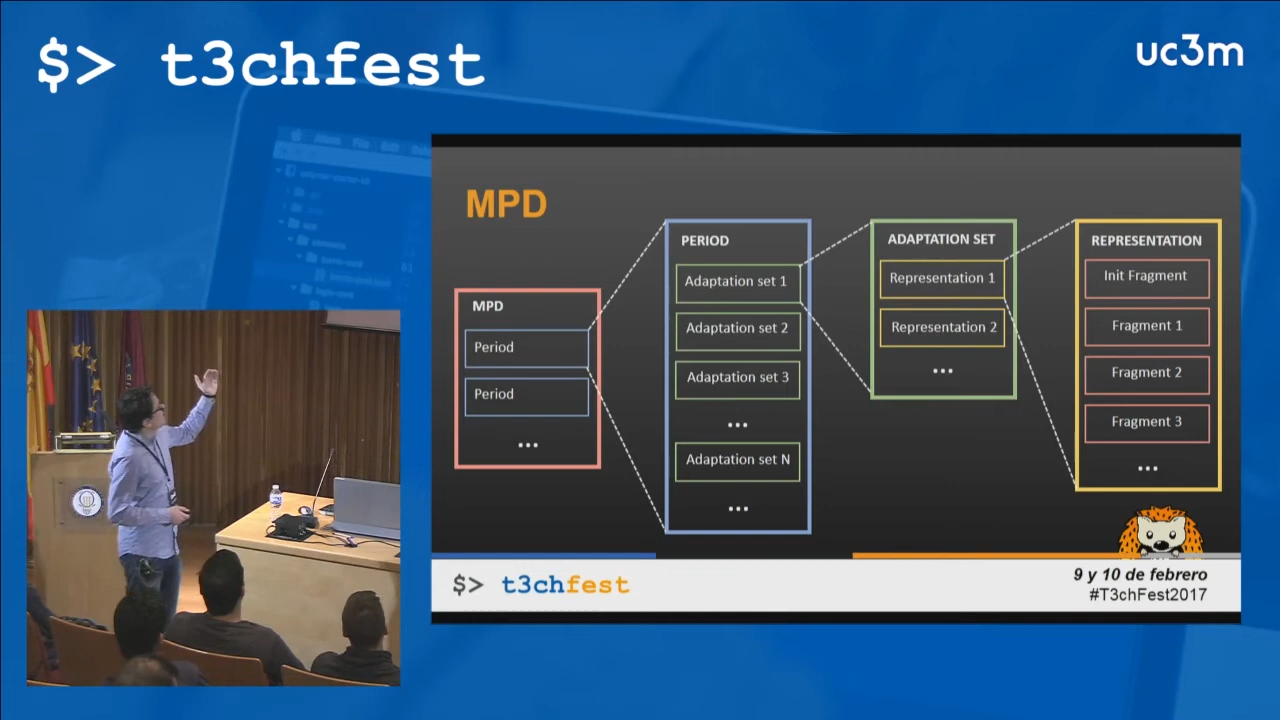 $> t3chfest
uc3m
MPD
MPD
Period
Period
...
PERIOD
Adaptation set 1
Adaptation set 2
Adaptation set 3
...
Adaptation set N
...
ADAPTATION SET
Representation 1
Representation 2
...
REPRESENTATION
Init Fragment
Fragment 1
Fragment 2
Fragment 3
...
$> t3chfest
9 y 10 de febrero
#T3chFest2017